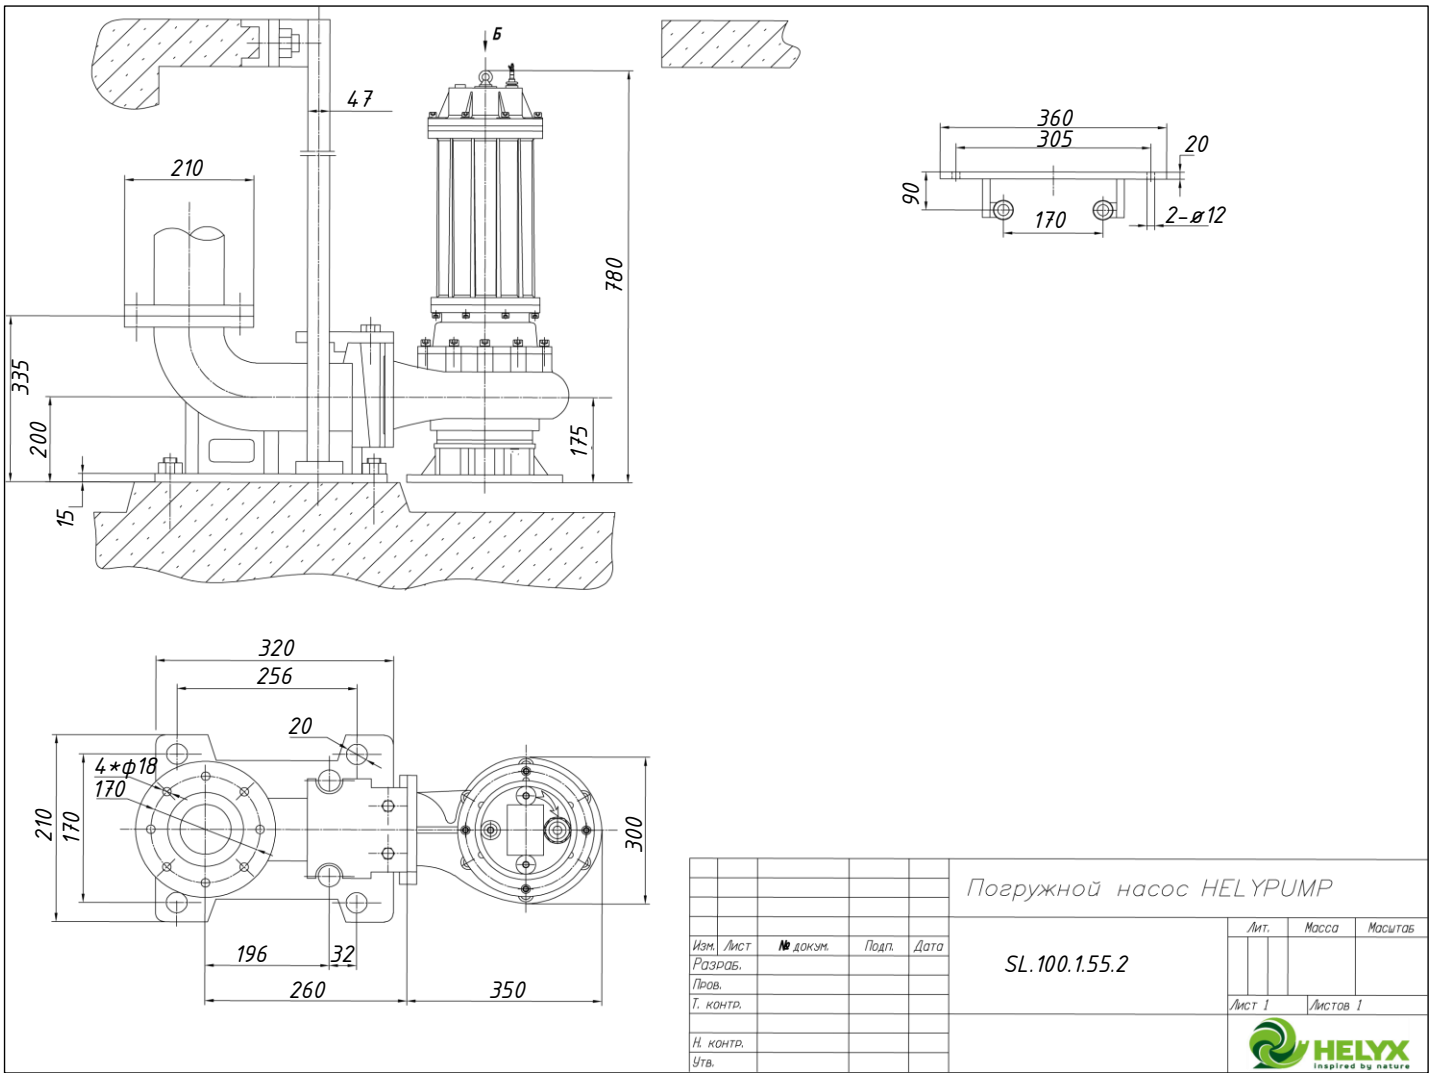 Б
47
210
780
335
200
15
175
360
305
20
90
170
2-ø12
320
256
20
4*ф18
170
210
170
300
196
32
260
350
Погружной насос HELYPUMP
Лит. Масса Масштаб
Изм. Лист № докум. Подп. Дата
SL.100.1.55.2
Разраб.
Пров.
Т. контр.
Лист 1 Листов 1
Н. контр.
Утв.
HELYX
Inspired by nature